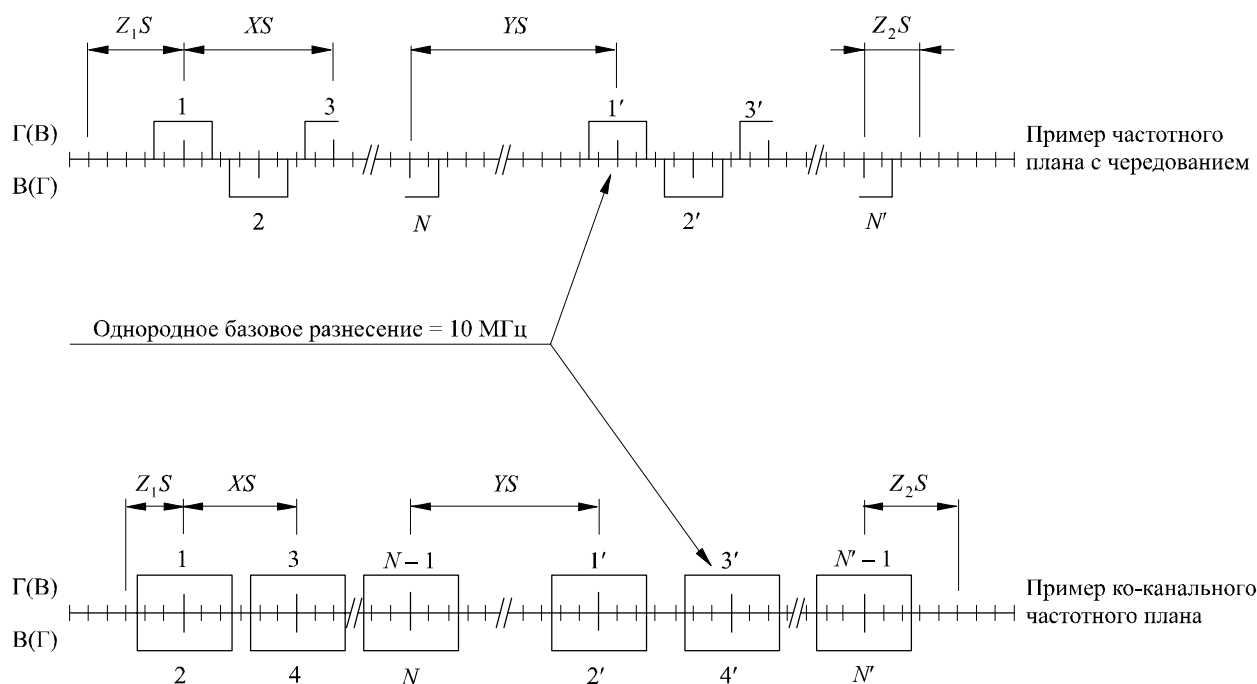 Z₁S XS YS Z₂S
1 3 1′ 3′
Г(В)
В(Г)
2 N 2′ N′
Пример частотного
плана с чередованием
Однородное базовое разнесение = 10 МГц
Z₁S XS YS Z₂S
1 3 N – 1 1′ 3′ N′ – 1
Г(В)
В(Г)
2 4 N 2′ 4′ N′
Пример ко-канального
частотного плана